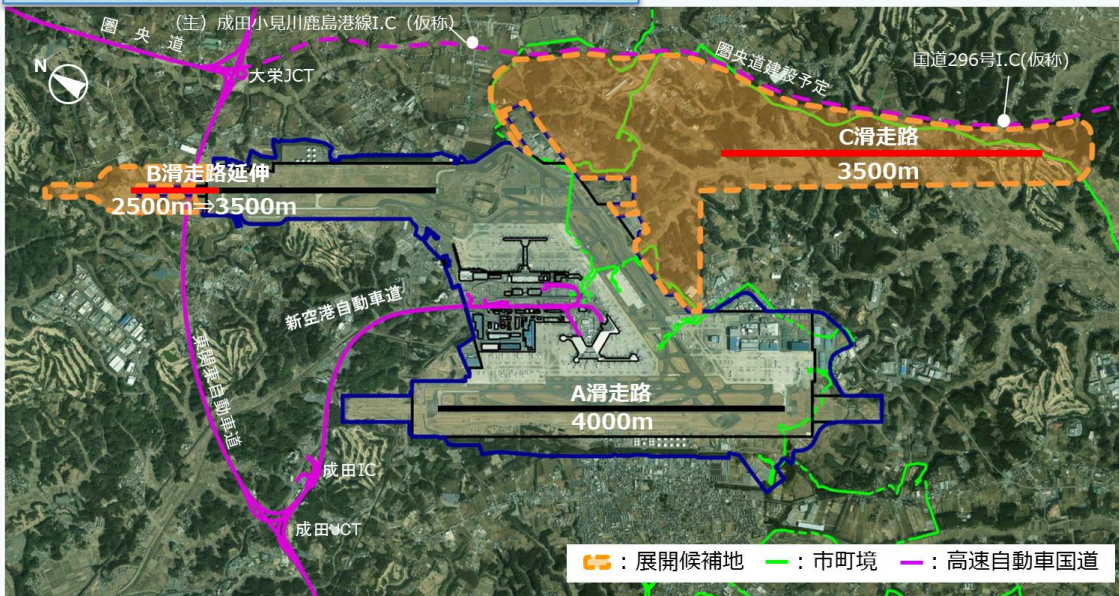 圏央道
（主）成田小見川鹿島港線I.C（仮称）
大栄JCT
N
圏央道建設予定
国道296号I.C(仮称)
C滑走路
3500m
B滑走路延伸
2500m⇒3500m
新空港自動車道
東関東自動車道
A滑走路
4000m
成田IC
成田JCT
：展開候補地
：市町境
：高速自動車国道